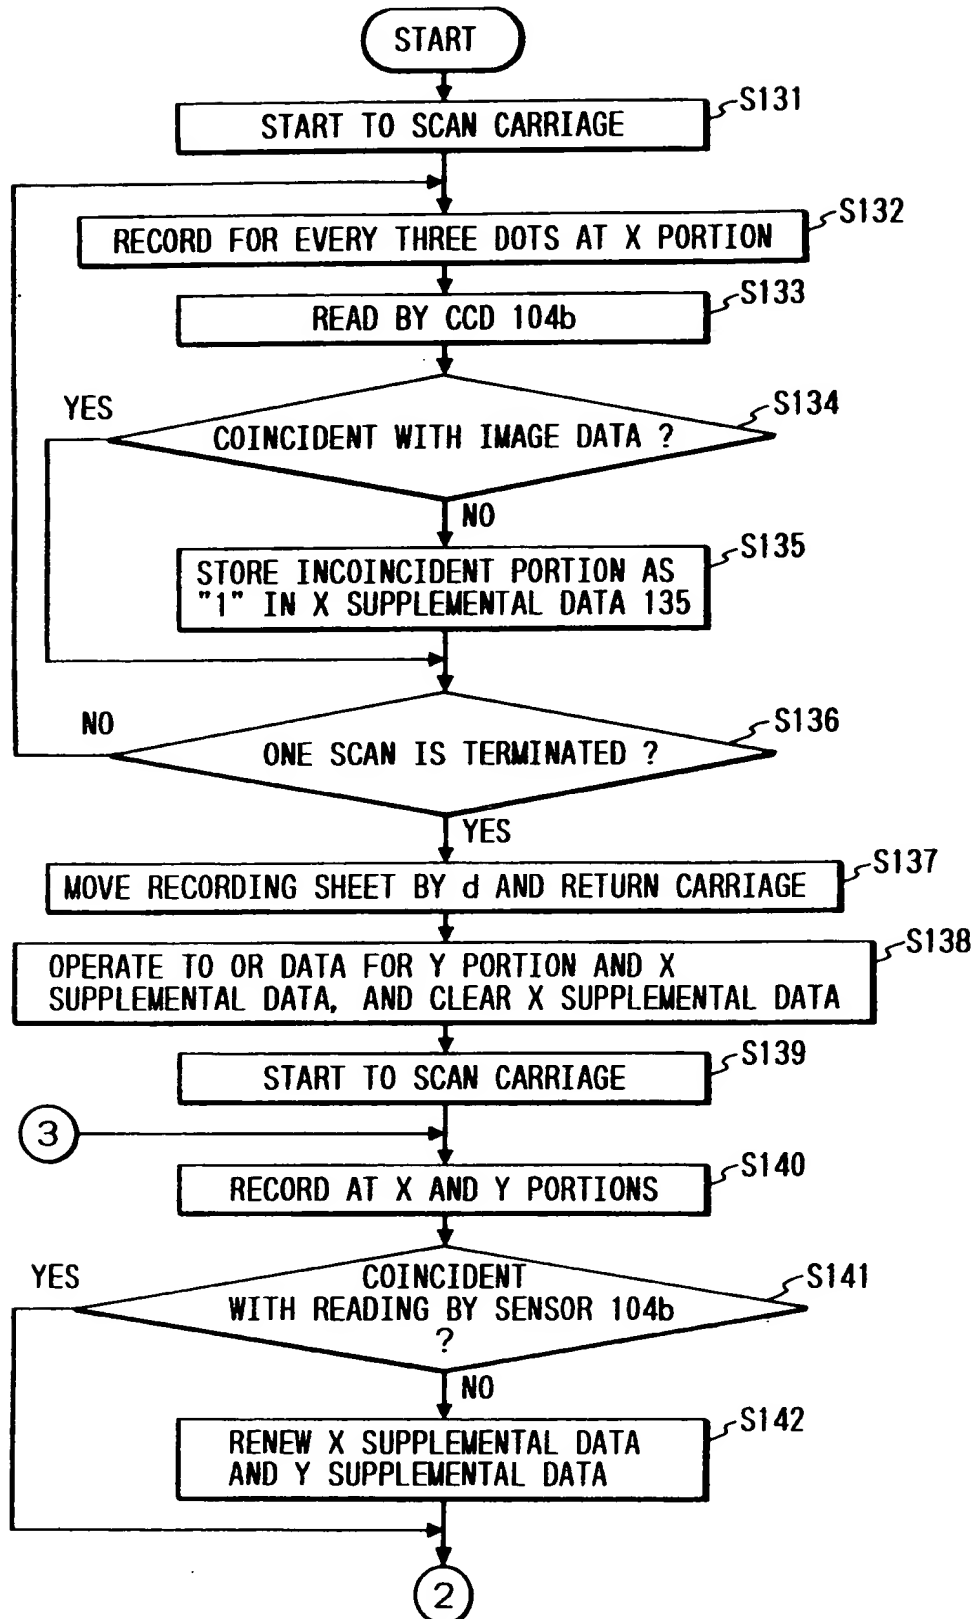 START
S131
START TO SCAN CARRIAGE
S132
RECORD FOR EVERY THREE DOTS AT X PORTION
S133
READ BY CCD 104b
YES
S134
COINCIDENT WITH IMAGE DATA ?
NO
S135
STORE INCOINCIDENT PORTION AS
"1" IN X SUPPLEMENTAL DATA 135
NO
S136
ONE SCAN IS TERMINATED ?
YES
S137
MOVE RECORDING SHEET BY d AND RETURN CARRIAGE
S138
OPERATE TO OR DATA FOR Y PORTION AND X
SUPPLEMENTAL DATA, AND CLEAR X SUPPLEMENTAL DATA
S139
START TO SCAN CARRIAGE
3
S140
RECORD AT X AND Y PORTIONS
YES
S141
COINCIDENT
WITH READING BY SENSOR 104b
?
NO
S142
RENEW X SUPPLEMENTAL DATA
AND Y SUPPLEMENTAL DATA
2